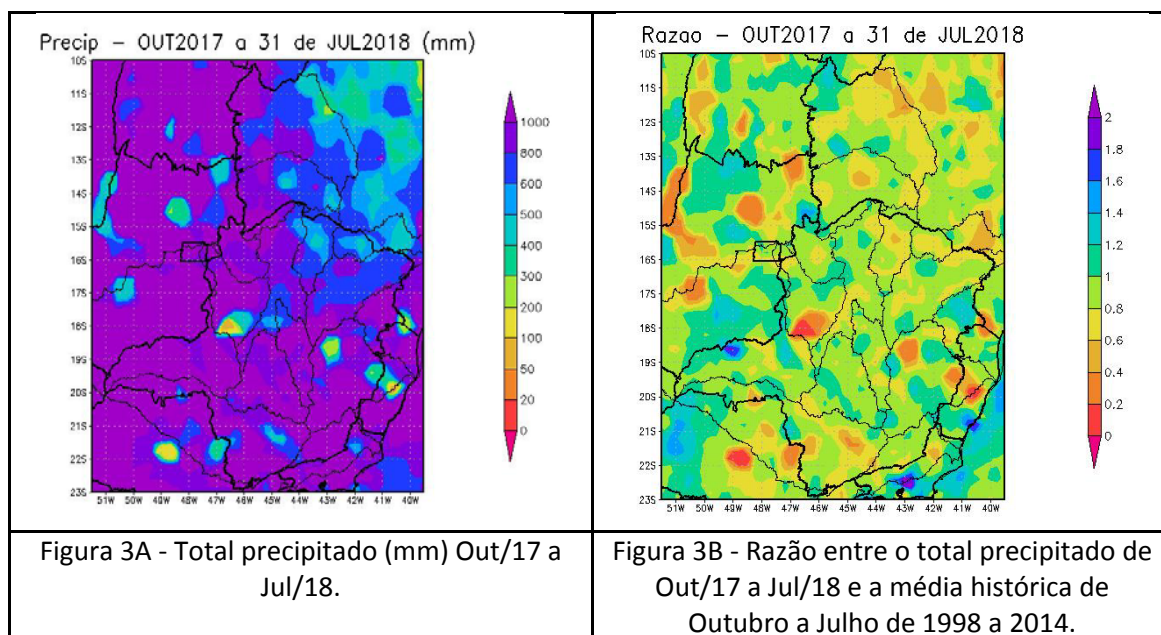 Precip – OUT2017 a 31 de JUL2018 (mm)
10S
11S
12S
13S
14S
15S
16S
17S
18S
19S
20S
21S
22S
23S
51W 50W 49W 48W 47W 46W 45W 44W 43W 42W 41W 40W
1000
800
600
500
400
300
200
100
50
20
0
Razao – OUT2017 a 31 de JUL2018
10S
11S
12S
13S
14S
15S
16S
17S
18S
19S
20S
21S
22S
23S
51W 50W 49W 48W 47W 46W 45W 44W 43W 42W 41W 40W
2
1.8
1.6
1.4
1.2
1
0.8
0.6
0.4
0.2
0
Figura 3A - Total precipitado (mm) Out/17 a
Jul/18.
Figura 3B - Razão entre o total precipitado de
Out/17 a Jul/18 e a média histórica de
Outubro a Julho de 1998 a 2014.